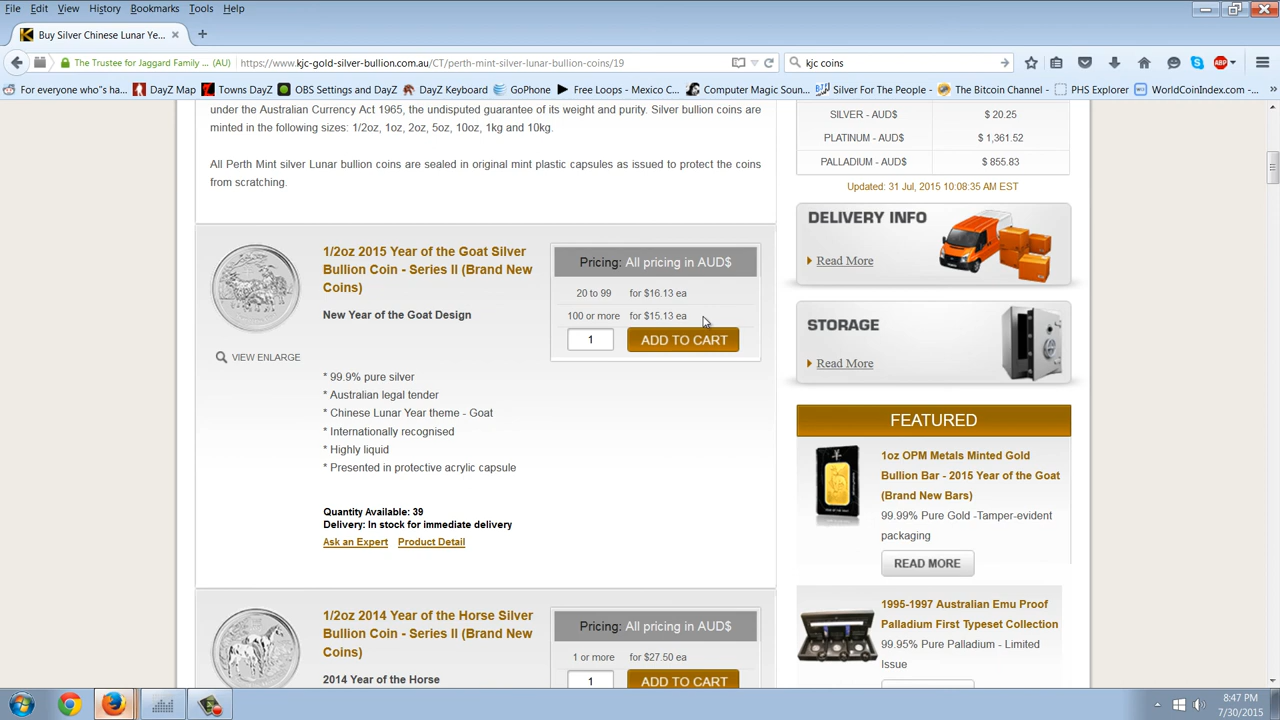 File Edit View History Bookmarks Tools Help
Buy Silver Chinese Lunar Ye...
The Trustee for Jaggard Family ... (AU)
https://www.kjc-gold-silver-bullion.com.au/CT/perth-mint-silver-lunar-bullion-coins/19
kjc coins
For everyone who"s ha... DayZ Map Towns DayZ OBS Settings and DayZ DayZ Keyboard GoPhone Free Loops - Mexico C... Computer Magic Soun... Silver For The People - ... The Bitcoin Channel - ... PHS Explorer WorldCoinIndex.com -...
under the Australian Currency Act 1965, the undisputed guarantee of its weight and purity. Silver bullion coins are
minted in the following sizes: 1/2oz, 1oz, 2oz, 5oz, 10oz, 1kg and 10kg.
All Perth Mint silver Lunar bullion coins are sealed in original mint plastic capsules as issued to protect the coins
from scratching.
1/2oz 2015 Year of the Goat Silver
Bullion Coin - Series II (Brand New
Coins)
New Year of the Goat Design
VIEW ENLARGE
Pricing: All pricing in AUD$
20 to 99 for $16.13 ea
100 or more for $15.13 ea
1 ADD TO CART
* 99.9% pure silver
* Australian legal tender
* Chinese Lunar Year theme - Goat
* Internationally recognised
* Highly liquid
* Presented in protective acrylic capsule
Quantity Available: 39
Delivery: In stock for immediate delivery
Ask an Expert Product Detail
1/2oz 2014 Year of the Horse Silver
Bullion Coin - Series II (Brand New
Coins)
2014 Year of the Horse
Pricing: All pricing in AUD$
1 or more for $27.50 ea
1 ADD TO CART
SILVER - AUD$ $ 20.25
PLATINUM - AUD$ $ 1,361.52
PALLADIUM - AUD$ $ 855.83
Updated: 31 Jul, 2015 10:08:35 AM EST
DELIVERY INFO
Read More
STORAGE
Read More
FEATURED
1oz OPM Metals Minted Gold
Bullion Bar - 2015 Year of the Goat
(Brand New Bars)
99.99% Pure Gold -Tamper-evident
packaging
READ MORE
1995-1997 Australian Emu Proof
Palladium First Typeset Collection
99.95% Pure Palladium - Limited
Issue
8:47 PM
7/30/2015